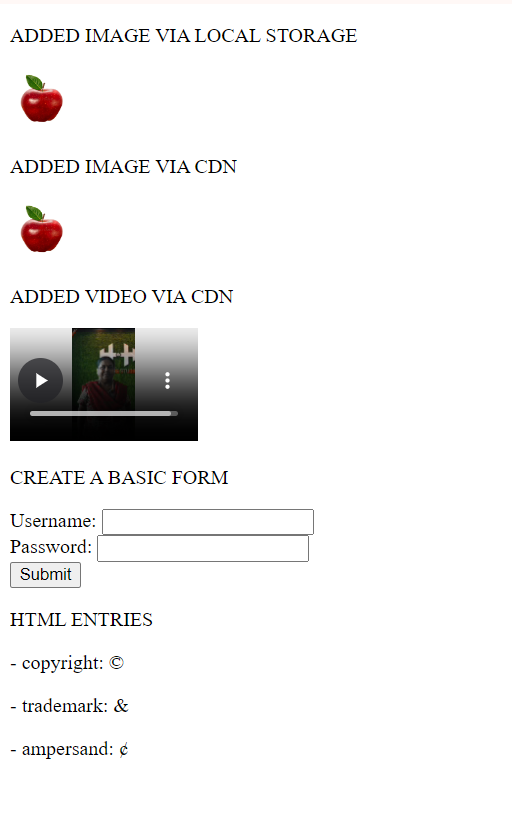 ADDED IMAGE VIA LOCAL STORAGE
ADDED IMAGE VIA CDN
ADDED VIDEO VIA CDN
CREATE A BASIC FORM
Username:
Password:
Submit
HTML ENTRIES
- copyright: ©
- trademark: &
- ampersand: ¢